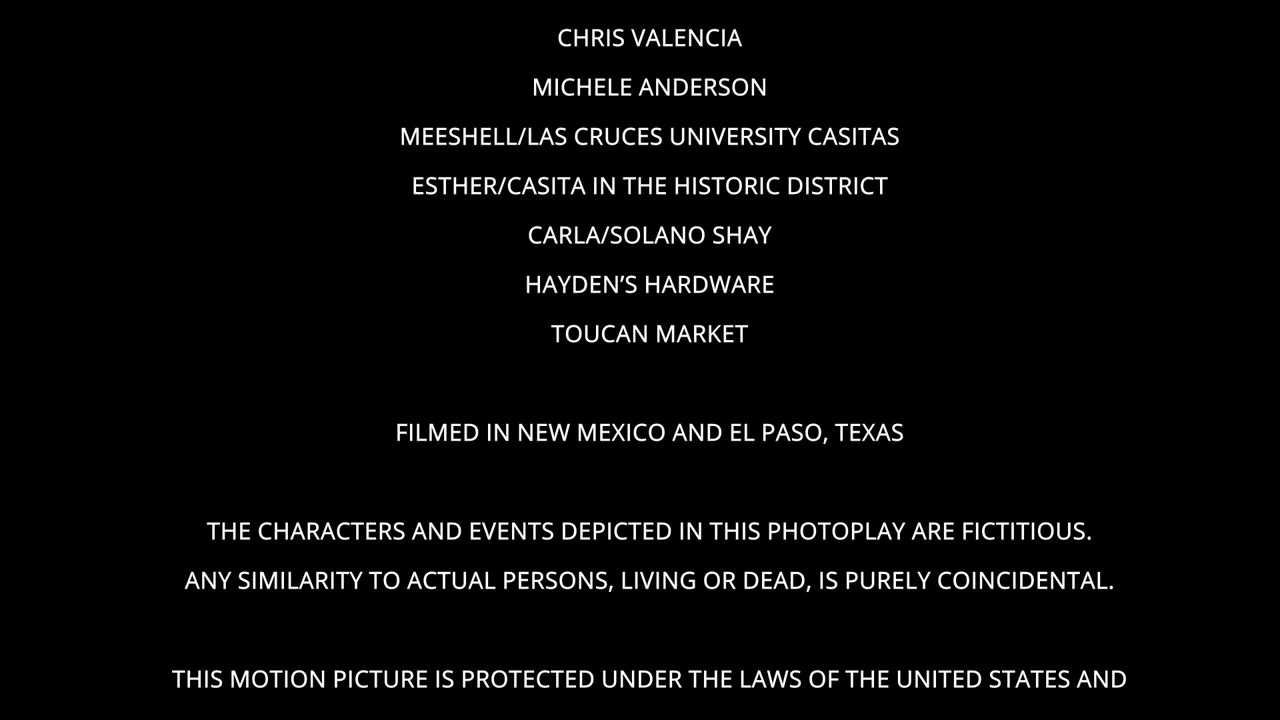 CHRIS VALENCIA
MICHELE ANDERSON
MEESHELL/LAS CRUCES UNIVERSITY CASITAS
ESTHER/CASITA IN THE HISTORIC DISTRICT
CARLA/SOLANO SHAY
HAYDEN’S HARDWARE
TOUCAN MARKET
FILMED IN NEW MEXICO AND EL PASO, TEXAS
THE CHARACTERS AND EVENTS DEPICTED IN THIS PHOTOPLAY ARE FICTITIOUS.
ANY SIMILARITY TO ACTUAL PERSONS, LIVING OR DEAD, IS PURELY COINCIDENTAL.
THIS MOTION PICTURE IS PROTECTED UNDER THE LAWS OF THE UNITED STATES AND